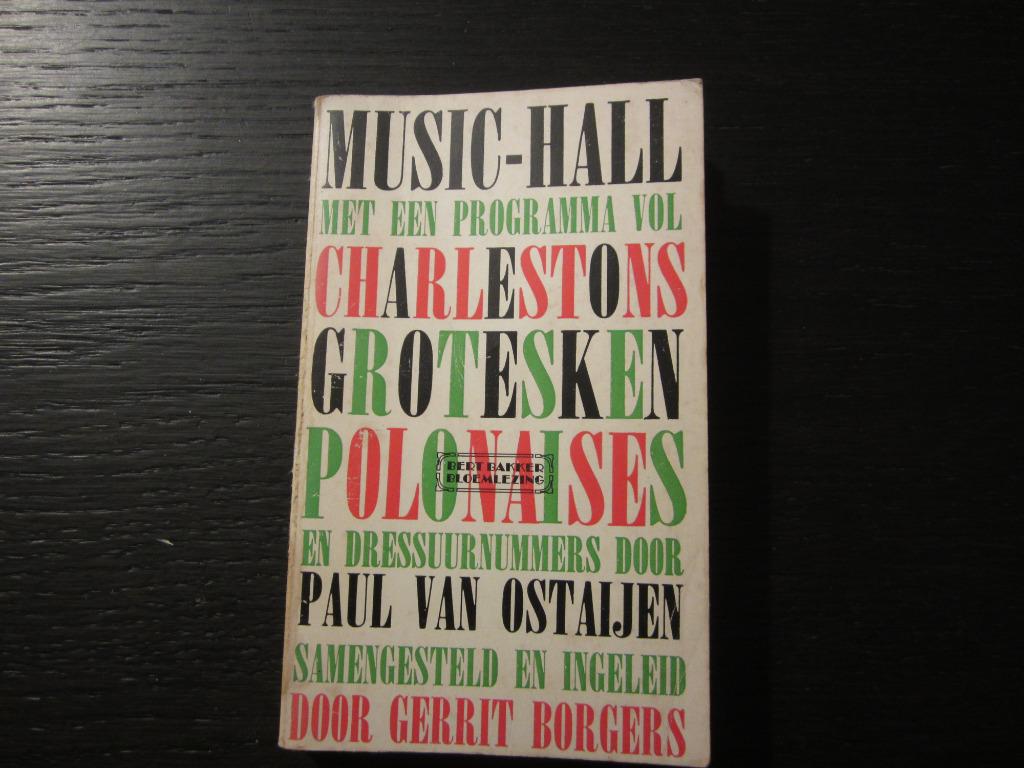 MUSIC-HALL
MET EEN PROGRAMMA VOL
CHARLESTONS
GROTESKEN
POLONAISES
BERT BAKKER
BLOEMLEZING
EN DRESSUURNUMMERS DOOR
PAUL VAN OSTAIJEN
SAMENGESTELD EN INGELEID
DOOR GERRIT BORGERS